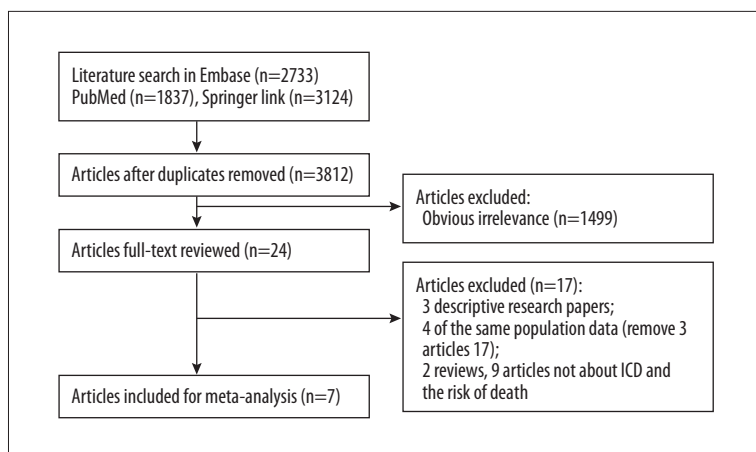 Literature search in Embase (n=2733)
PubMed (n=1837), Springer link (n=3124)
Articles after duplicates removed (n=3812)
Articles excluded:
Obvious irrelevance (n=1499)
Articles full-text reviewed (n=24)
Articles excluded (n=17):
3 descriptive research papers;
4 of the same population data (remove 3
articles 17);
2 reviews, 9 articles not about ICD and
the risk of death
Articles included for meta-analysis (n=7)